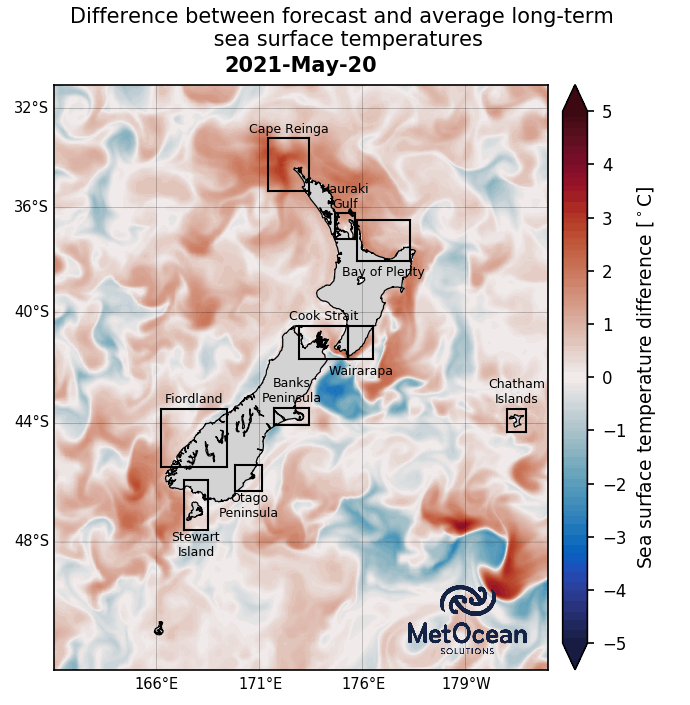 Difference between forecast and average long-term
sea surface temperatures
2021-May-20
32°S
36°S
40°S
44°S
48°S
166°E
171°E
176°E
179°W
Cape Reinga
Hauraki
Gulf
Bay of Plenty
Cook Strait
Wairarapa
Banks
Peninsula
Fiordland
Chatham
Islands
Otago
Peninsula
Stewart
Island
MetOcean
SOLUTIONS
5
4
3
2
1
0
−1
−2
−3
−4
−5
Sea surface temperature difference [°C]